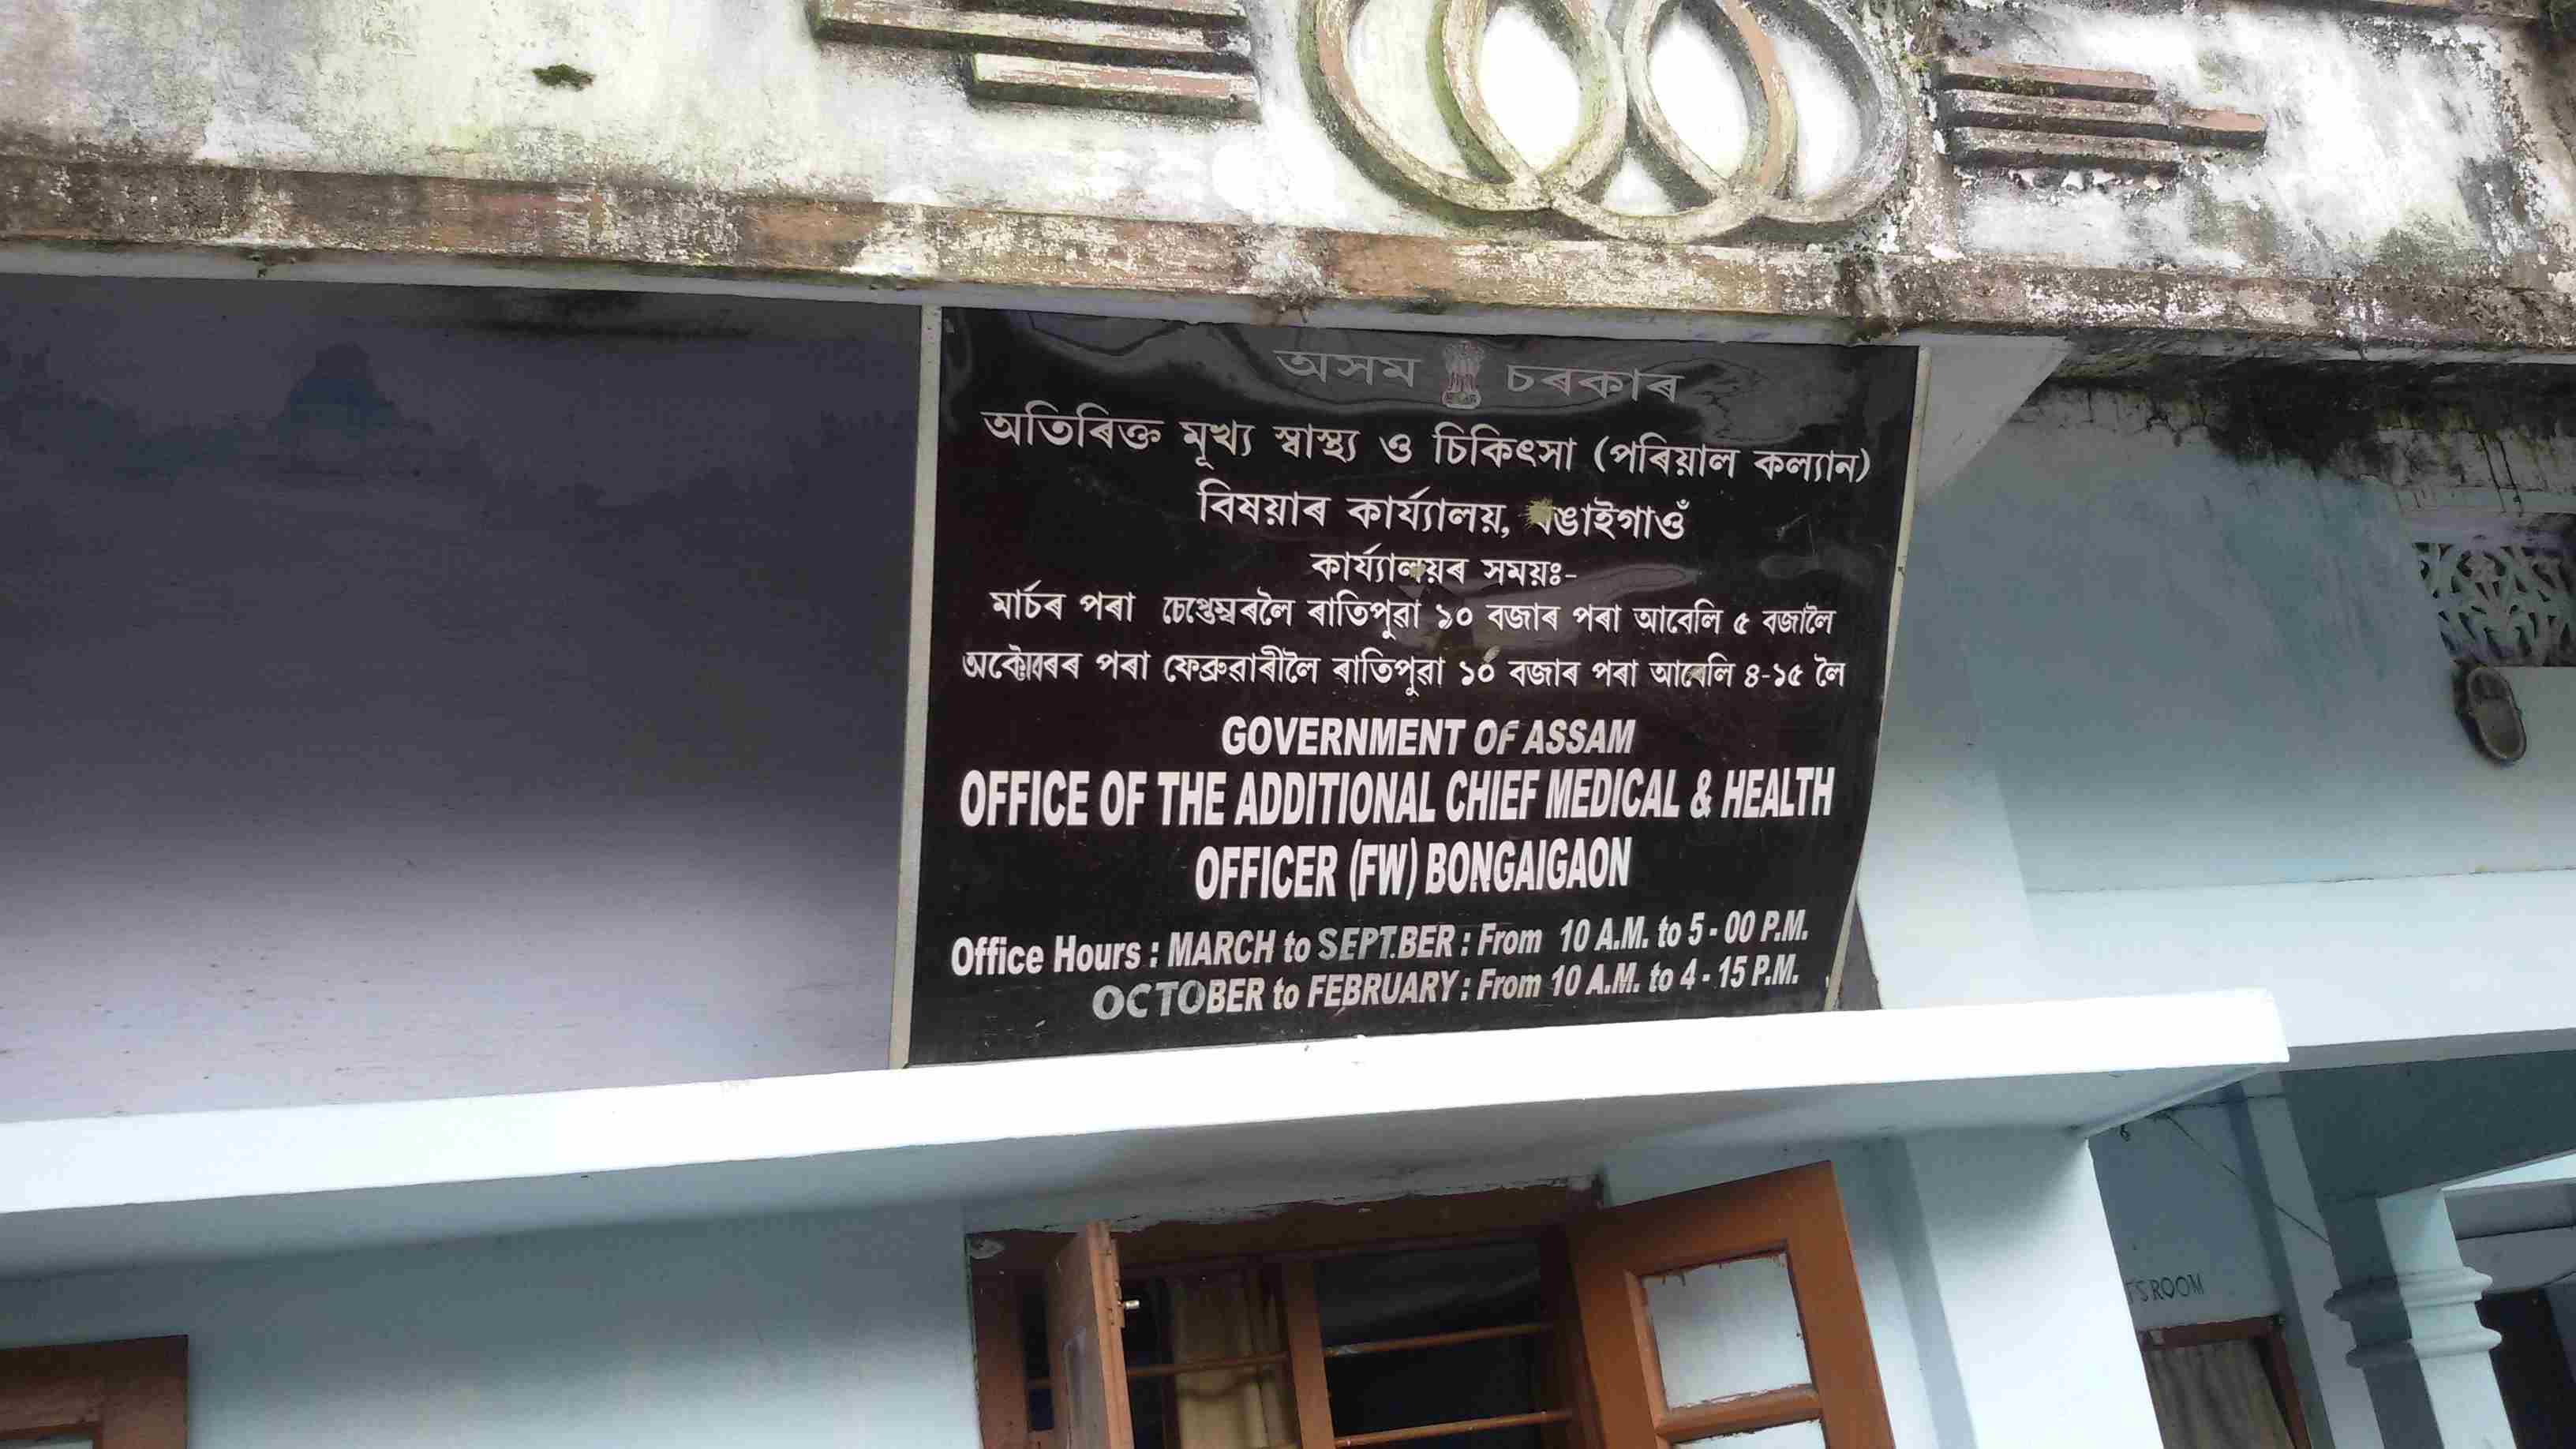 অসম চৰকাৰ
অতিৰিক্ত মূখ্য স্বাস্থ্য ও চিকিৎসা (পৰিয়াল কল্যান)
বিষয়াৰ কাৰ্য্যালয়, বঙাইগাওঁ
কাৰ্য্যালয়ৰ সময়ঃ-
মাৰ্চৰ পৰা চেপ্তেম্বৰলৈ ৰাতিপুৱা ১০ বজাৰ পৰা আবেলি ৫ বজালৈ
অক্টোবৰৰ পৰা ফেব্ৰুৱাৰীলৈ ৰাতিপুৱা ১০ বজাৰ পৰা আবেলি ৪-১৫ লৈ
GOVERNMENT OF ASSAM
OFFICE OF THE ADDITIONAL CHIEF MEDICAL & HEALTH
OFFICER (FW) BONGAIGAON
Office Hours : MARCH to SEPT.BER : From 10 A.M. to 5 - 00 P.M.
OCTOBER to FEBRUARY : From 10 A.M. to 4 - 15 P.M.
ROOM